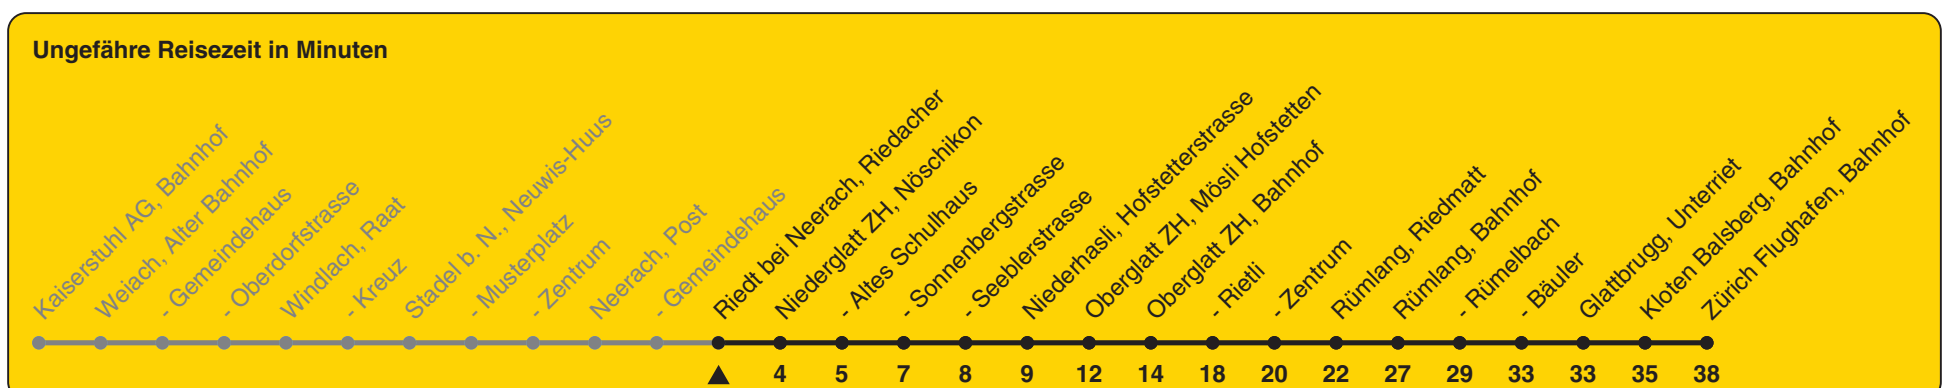 Ungefähre Reisezeit in Minuten
Kaiserstuhl AG, Bahnhof
Weiach, Alter Bahnhof
- Gemeindehaus
- Oberdorfstrasse
Windlach, Raat
- Kreuz
Stadel b. N., Neuwis-Huus
- Musterplatz
- Zentrum
Neerach, Post
- Gemeindehaus
Riedt bei Neerach, Riedacher
Niederglatt ZH, Nöschikon
- Altes Schulhaus
- Sonnenbergstrasse
- Seeblerstrasse
Niederhasli, Hofstetterstrasse
Oberglatt ZH, Mösli Hofstetten
Oberglatt ZH, Bahnhof
- Rietli
- Zentrum
Rümlang, Riedmatt
Rümlang, Bahnhof
- Rümelbach
- Bäuler
Glattbrugg, Unterriet
Kloten Balsberg, Bahnhof
Zürich Flughafen, Bahnhof
4 5 7 8 9 12 14 18 20 22 27 29 33 33 35 38